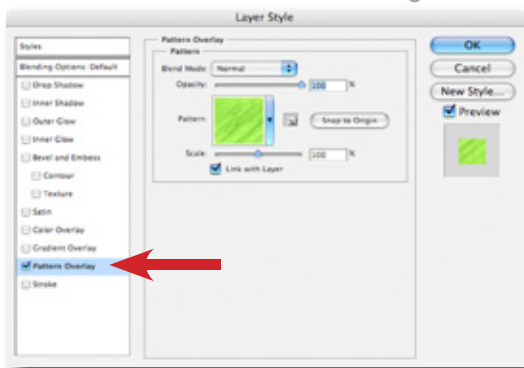 Layer Style
Styles
Blending Options: Default
Drop Shadow
Inner Shadow
Outer Glow
Inner Glow
Bevel and Emboss
Contour
Texture
Satin
Color Overlay
Gradient Overlay
Pattern Overlay
Stroke
Pattern Overlay
Pattern
Blend Mode: Normal
Opacity: 100 %
Pattern: Snap to Origin
Scale: 100 %
Link with Layer
OK
Cancel
New Style...
Preview